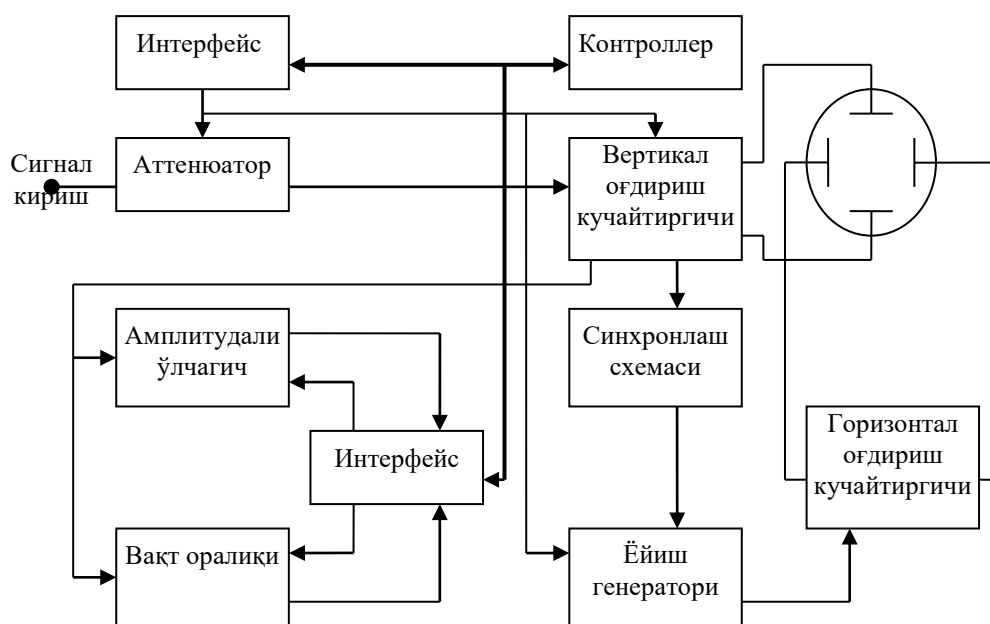 Интерфейс
Контроллер
Сигнал
кириш
Аттенюатор
Вертикал
оғдириш
кучайтиргичи
Амплитудали
ўлчагич
Синхронлаш
схемаси
Горизонтал
оғдириш
кучайтиргичи
Интерфейс
Вақт оралиқи
Ёйиш
генератори